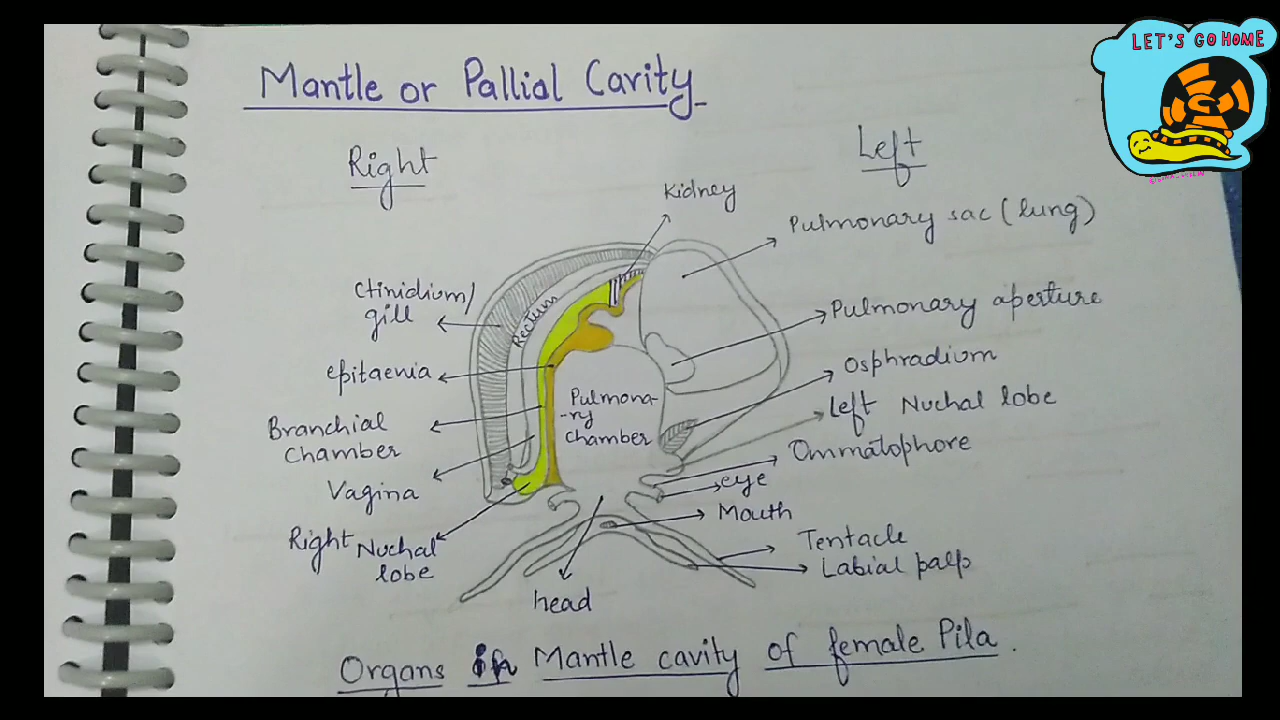 LET'S GO HOME
Mantle or Pallial Cavity
Right
Left
Kidney
Pulmonary sac (lung)
Ctinidium/
gill
Rectum
Pulmonary aperture
epitaenia
Osphradium
Pulmona-
-ry
chamber
Left Nuchal lobe
Branchial
Chamber
Ommatophore
Vagina
eye
Mouth
Right Nuchal
lobe
Tentacle
Labial palp
head
Organs in Mantle cavity of female Pila.